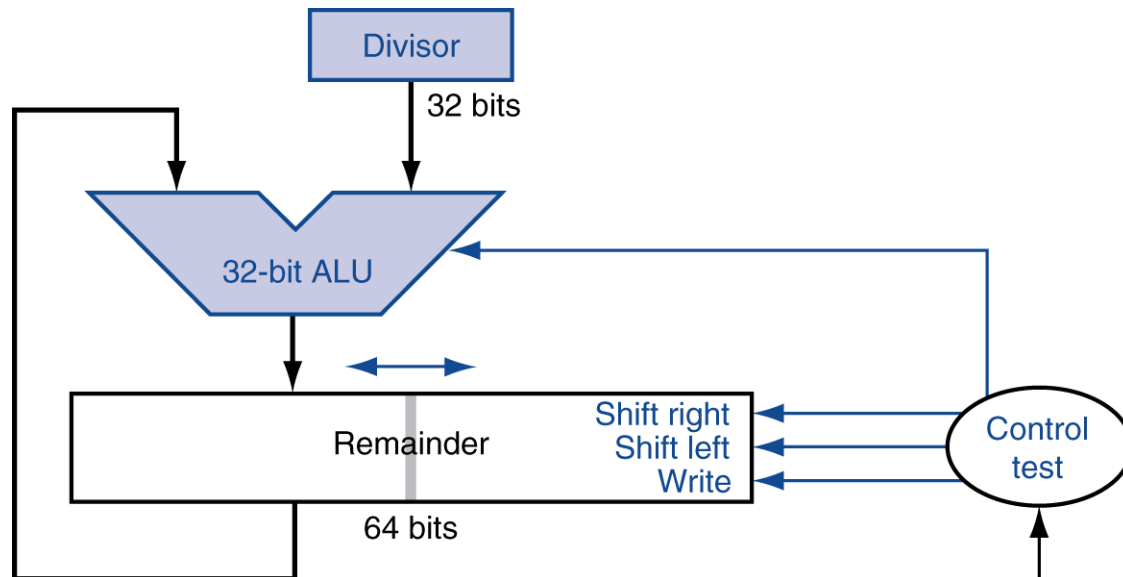 Divisor
32 bits
32-bit ALU
Remainder
Shift right
Shift left
Write
Control
test
64 bits